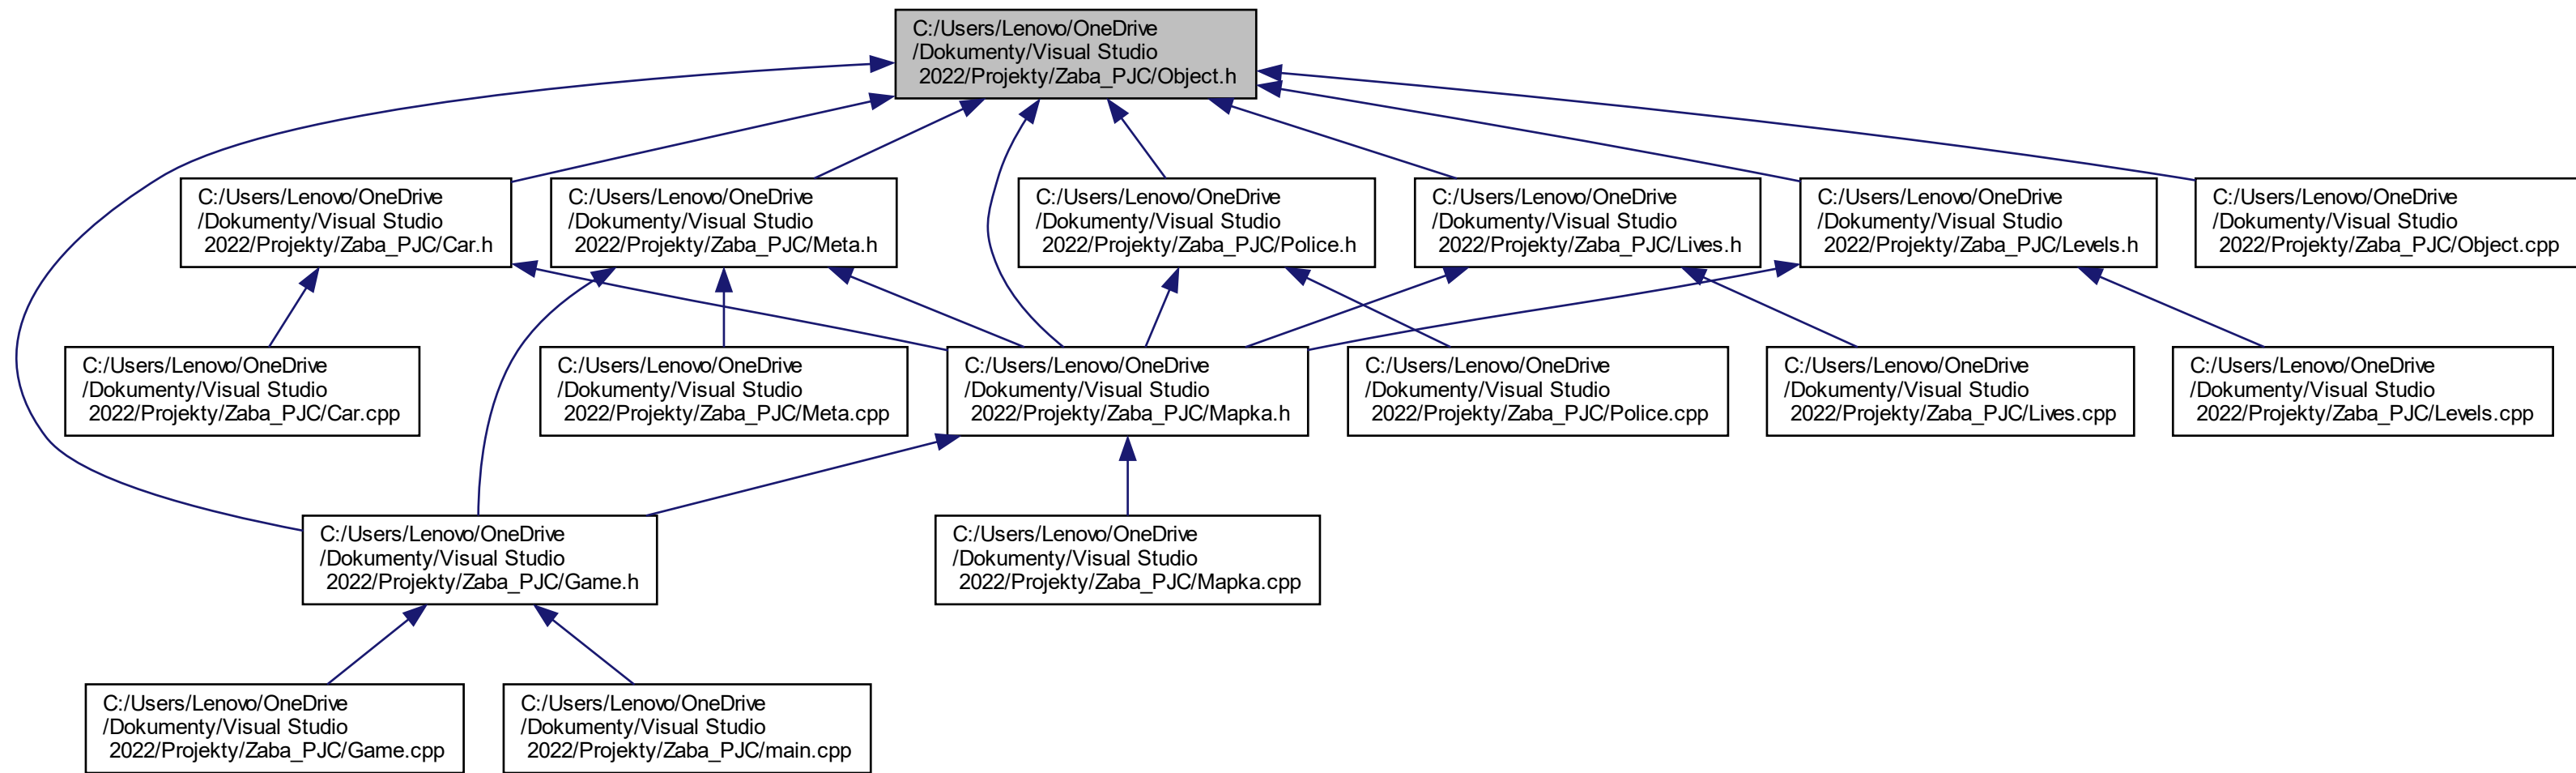 C:/Users/Lenovo/OneDrive
/Dokumenty/Visual Studio
2022/Projekty/Zaba_PJC/Object.h
C:/Users/Lenovo/OneDrive
/Dokumenty/Visual Studio
2022/Projekty/Zaba_PJC/Car.h
C:/Users/Lenovo/OneDrive
/Dokumenty/Visual Studio
2022/Projekty/Zaba_PJC/Meta.h
C:/Users/Lenovo/OneDrive
/Dokumenty/Visual Studio
2022/Projekty/Zaba_PJC/Police.h
C:/Users/Lenovo/OneDrive
/Dokumenty/Visual Studio
2022/Projekty/Zaba_PJC/Lives.h
C:/Users/Lenovo/OneDrive
/Dokumenty/Visual Studio
2022/Projekty/Zaba_PJC/Levels.h
C:/Users/Lenovo/OneDrive
/Dokumenty/Visual Studio
2022/Projekty/Zaba_PJC/Object.cpp
C:/Users/Lenovo/OneDrive
/Dokumenty/Visual Studio
2022/Projekty/Zaba_PJC/Car.cpp
C:/Users/Lenovo/OneDrive
/Dokumenty/Visual Studio
2022/Projekty/Zaba_PJC/Meta.cpp
C:/Users/Lenovo/OneDrive
/Dokumenty/Visual Studio
2022/Projekty/Zaba_PJC/Mapka.h
C:/Users/Lenovo/OneDrive
/Dokumenty/Visual Studio
2022/Projekty/Zaba_PJC/Police.cpp
C:/Users/Lenovo/OneDrive
/Dokumenty/Visual Studio
2022/Projekty/Zaba_PJC/Lives.cpp
C:/Users/Lenovo/OneDrive
/Dokumenty/Visual Studio
2022/Projekty/Zaba_PJC/Levels.cpp
C:/Users/Lenovo/OneDrive
/Dokumenty/Visual Studio
2022/Projekty/Zaba_PJC/Game.h
C:/Users/Lenovo/OneDrive
/Dokumenty/Visual Studio
2022/Projekty/Zaba_PJC/Mapka.cpp
C:/Users/Lenovo/OneDrive
/Dokumenty/Visual Studio
2022/Projekty/Zaba_PJC/Game.cpp
C:/Users/Lenovo/OneDrive
/Dokumenty/Visual Studio
2022/Projekty/Zaba_PJC/main.cpp